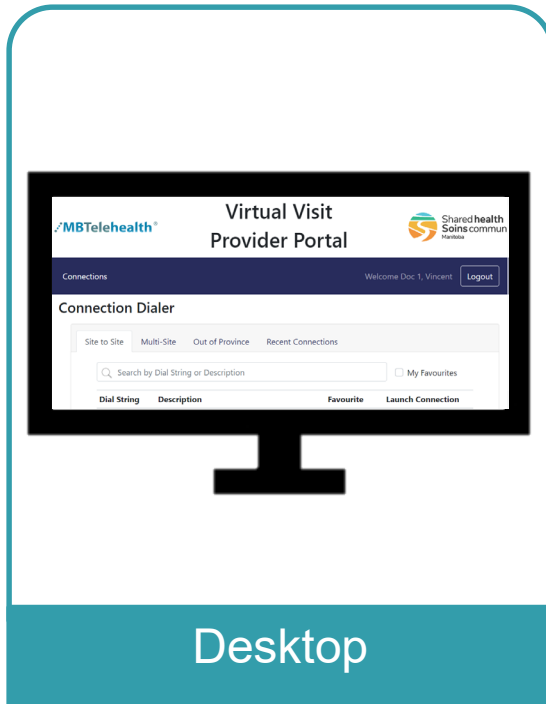 MBTelehealth®
Virtual Visit
Provider Portal
Shared health
Soins commun
Manitoba
Connections
Welcome Doc 1, Vincent
Logout
Connection Dialer
Site to Site
Multi-Site
Out of Province
Recent Connections
Search by Dial String or Description
My Favourites
Dial String
Description
Favourite
Launch Connection
Desktop